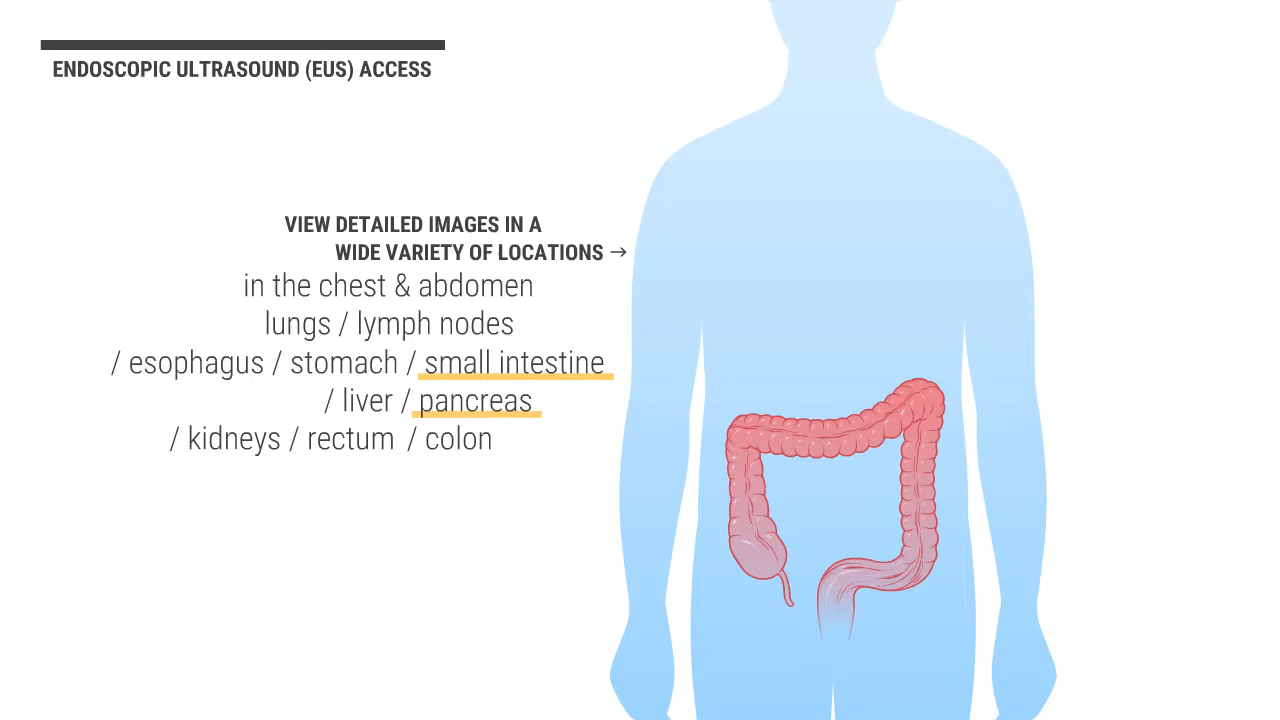 ENDOSCOPIC ULTRASOUND (EUS) ACCESS
VIEW DETAILED IMAGES IN A
WIDE VARIETY OF LOCATIONS →
in the chest & abdomen
lungs / lymph nodes
/ esophagus / stomach / small intestine
/ liver / pancreas
/ kidneys / rectum / colon